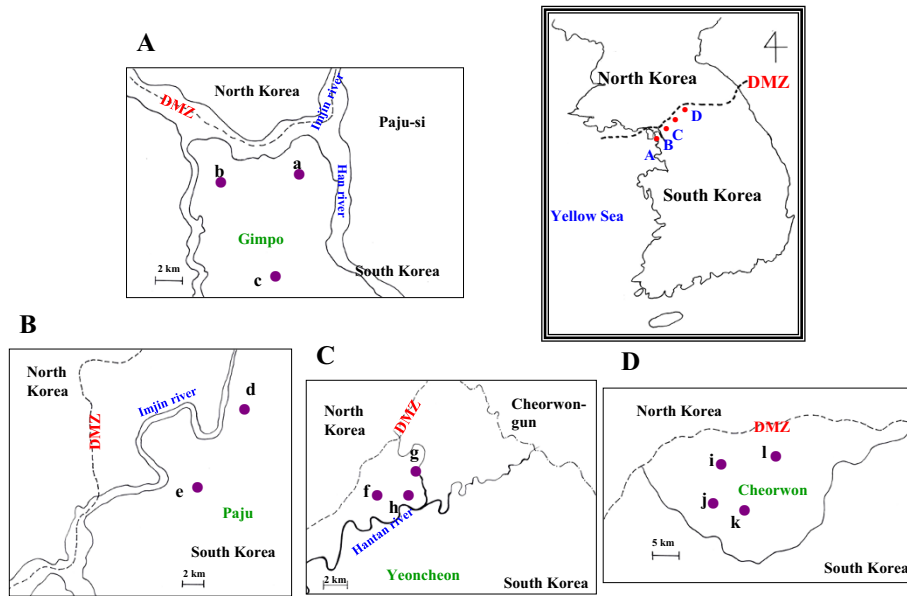 A
North Korea
DMZ
Imjin river
Paju-si
b
a
Han river
Gimpo
2 km
c
South Korea
4
North Korea
DMZ
D
C
B
A
South Korea
Yellow Sea
B
North
Korea
Imjin river
d
DMZ
e
Paju
South Korea
2 km
C
North
Korea
DMZ
Cheorwon-
gun
g
f
h
Hantan river
2 km
Yeoncheon
South Korea
D
North Korea
DMZ
i
l
Cheorwon
j
k
5 km
South Korea